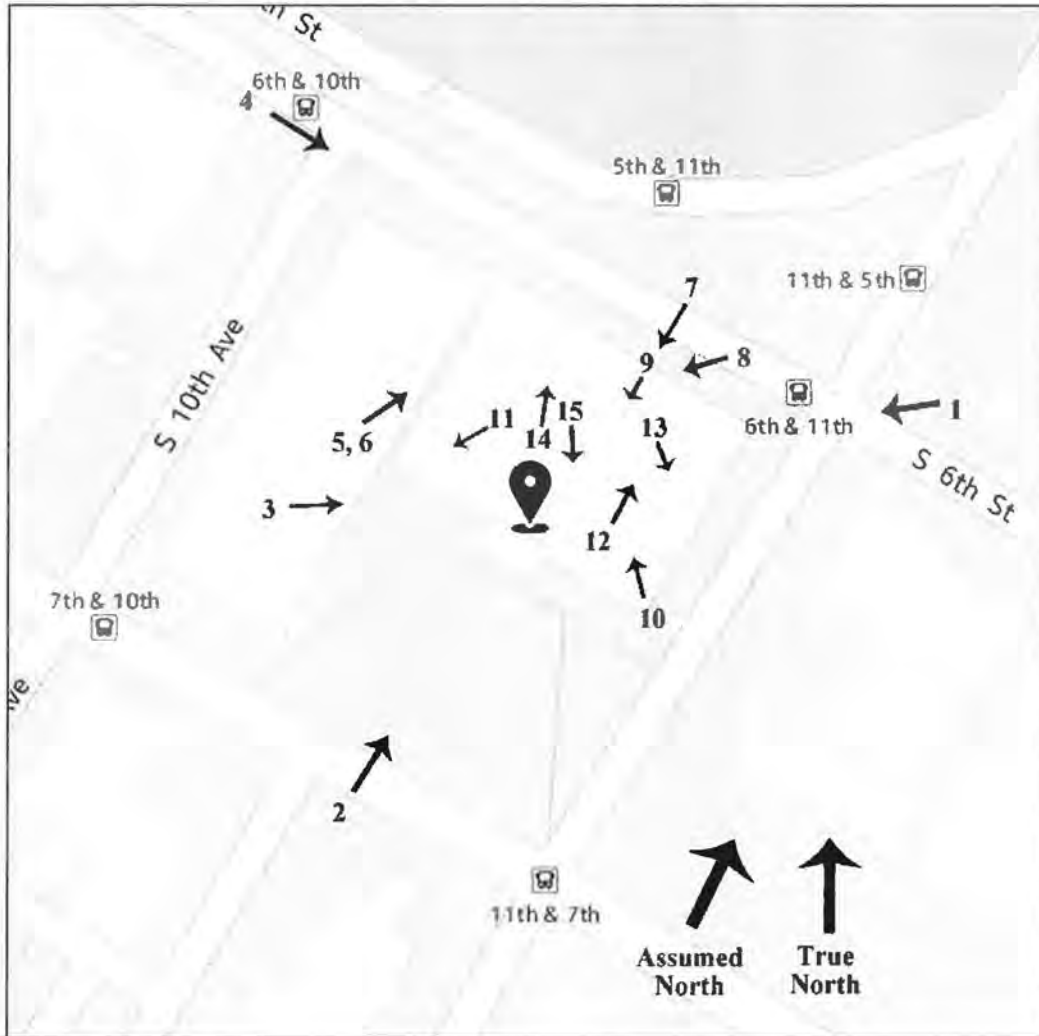 St
6th & 10th
4
5th & 11th
11th & 5th
7
S 10th Ave
9
8
6th & 11th
1
11
15
14
13
5, 6
S 6th St
3
12
7th & 10th
10
2
11th & 7th
Assumed
North
True
North